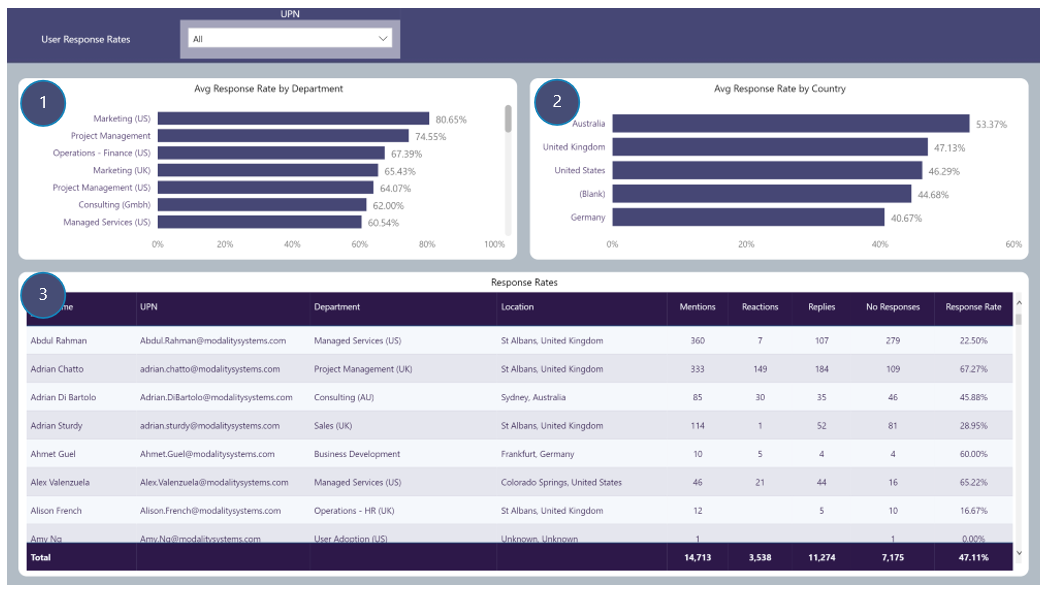 UPN
User Response Rates
All
1
Avg Response Rate by Department
Marketing (US) 80.65%
Project Management 74.55%
Operations - Finance (US) 67.39%
Marketing (UK) 65.43%
Project Management (US) 64.07%
Consulting (Gmbh) 62.00%
Managed Services (US) 60.54%
0% 20% 40% 60% 80% 100%
2
Avg Response Rate by Country
Australia 53.37%
United Kingdom 47.13%
United States 46.29%
(Blank) 44.68%
Germany 40.67%
0% 20% 40% 60%
3
Response Rates
me UPN Department Location Mentions Reactions Replies No Responses Response Rate
Abdul Rahman Abdul.Rahman@modalitysystems.com Managed Services (US) St Albans, United Kingdom 360 7 107 279 22.50%
Adrian Chatto adrian.chatto@modalitysystems.com Project Management (UK) St Albans, United Kingdom 333 149 184 109 67.27%
Adrian Di Bartolo Adrian.DiBartolo@modalitysystems.com Consulting (AU) Sydney, Australia 85 30 35 46 45.88%
Adrian Sturdy adrian.sturdy@modalitysystems.com Sales (UK) St Albans, United Kingdom 114 1 52 81 28.95%
Ahmet Guel Ahmet.Guel@modalitysystems.com Business Development Frankfurt, Germany 10 5 4 4 60.00%
Alex Valenzuela Alex.Valenzuela@modalitysystems.com Managed Services (US) Colorado Springs, United States 46 21 44 16 65.22%
Alison French Alison.French@modalitysystems.com Operations - HR (UK) St Albans, United Kingdom 12 5 10 16.67%
Amy Ng Amy.Ng@modalitysystems.com User Adoption (US) Unknown, Unknown 1 1 0.00%
Total 14,713 3,538 11,274 7,175 47.11%